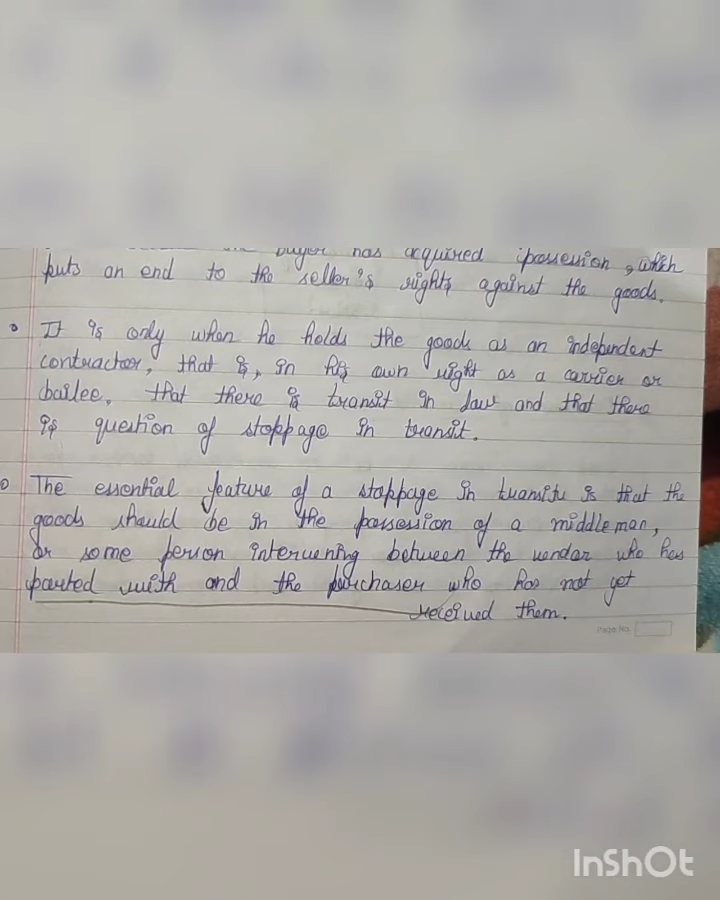 buyer has acquired possession, which
puts an end to the seller's rights against the goods.
It is only when he holds the goods as an independent
contractor, that is, in his own right as a carrier or
bailee, that there is transit in law and that there
is question of stoppage in transit.
The essential feature of a stoppage in transitu is that the
goods should be in the possession of a middleman,
or some person intervening between the vendor who has
parted with and the purchaser who has not yet
received them.
Page No.
InShOt